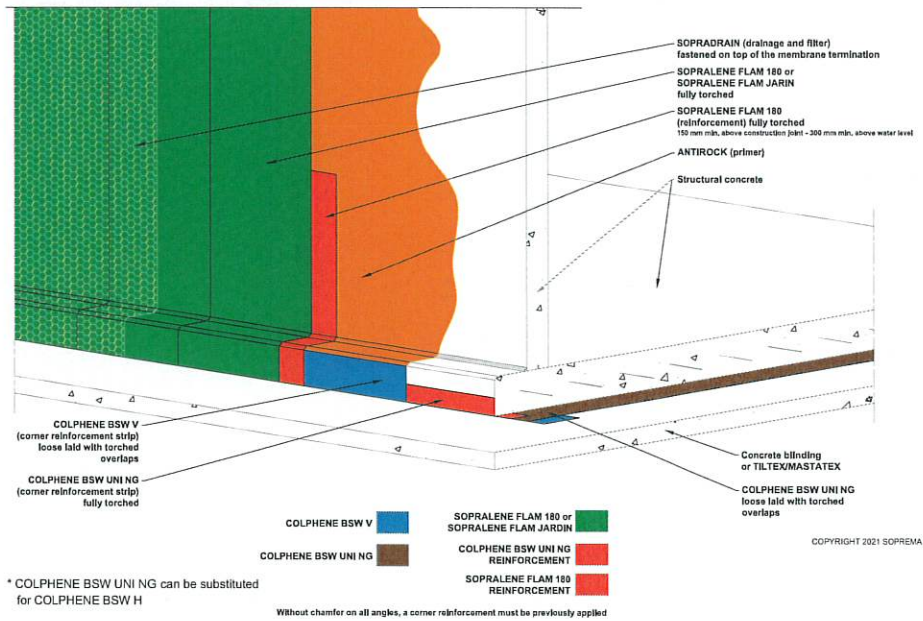 SOPRADRAIN (drainage and filter)
fastened on top of the membrane termination
SOPRALENE FLAM 180 or
SOPRALENE FLAM JARIN
fully torched
SOPRALENE FLAM 180
(reinforcement) fully torched
150 mm min, above construction joint - 300 mm min, above water level
ANTIROCK (primer)
Structural concrete
COLPHENE BSW V
(corner reinforcement strip)
loose laid with torched
overlaps
COLPHENE BSW UNI NG
(corner reinforcement strip)
fully torched
Concrete blinding
or TILTEX/MASTATEX
COLPHENE BSW UNI NG
loose laid with torched
overlaps
COLPHENE BSW V
COLPHENE BSW UNI NG
SOPRALENE FLAM 180 or
SOPRALENE FLAM JARDIN
COLPHENE BSW UNI NG
REINFORCEMENT
SOPRALENE FLAM 180
REINFORCEMENT
COPYRIGHT 2021 SOPREMA
* COLPHENE BSW UNI NG can be substituted
for COLPHENE BSW H
Without chamfer on all angles, a corner reinforcement must be previously applied